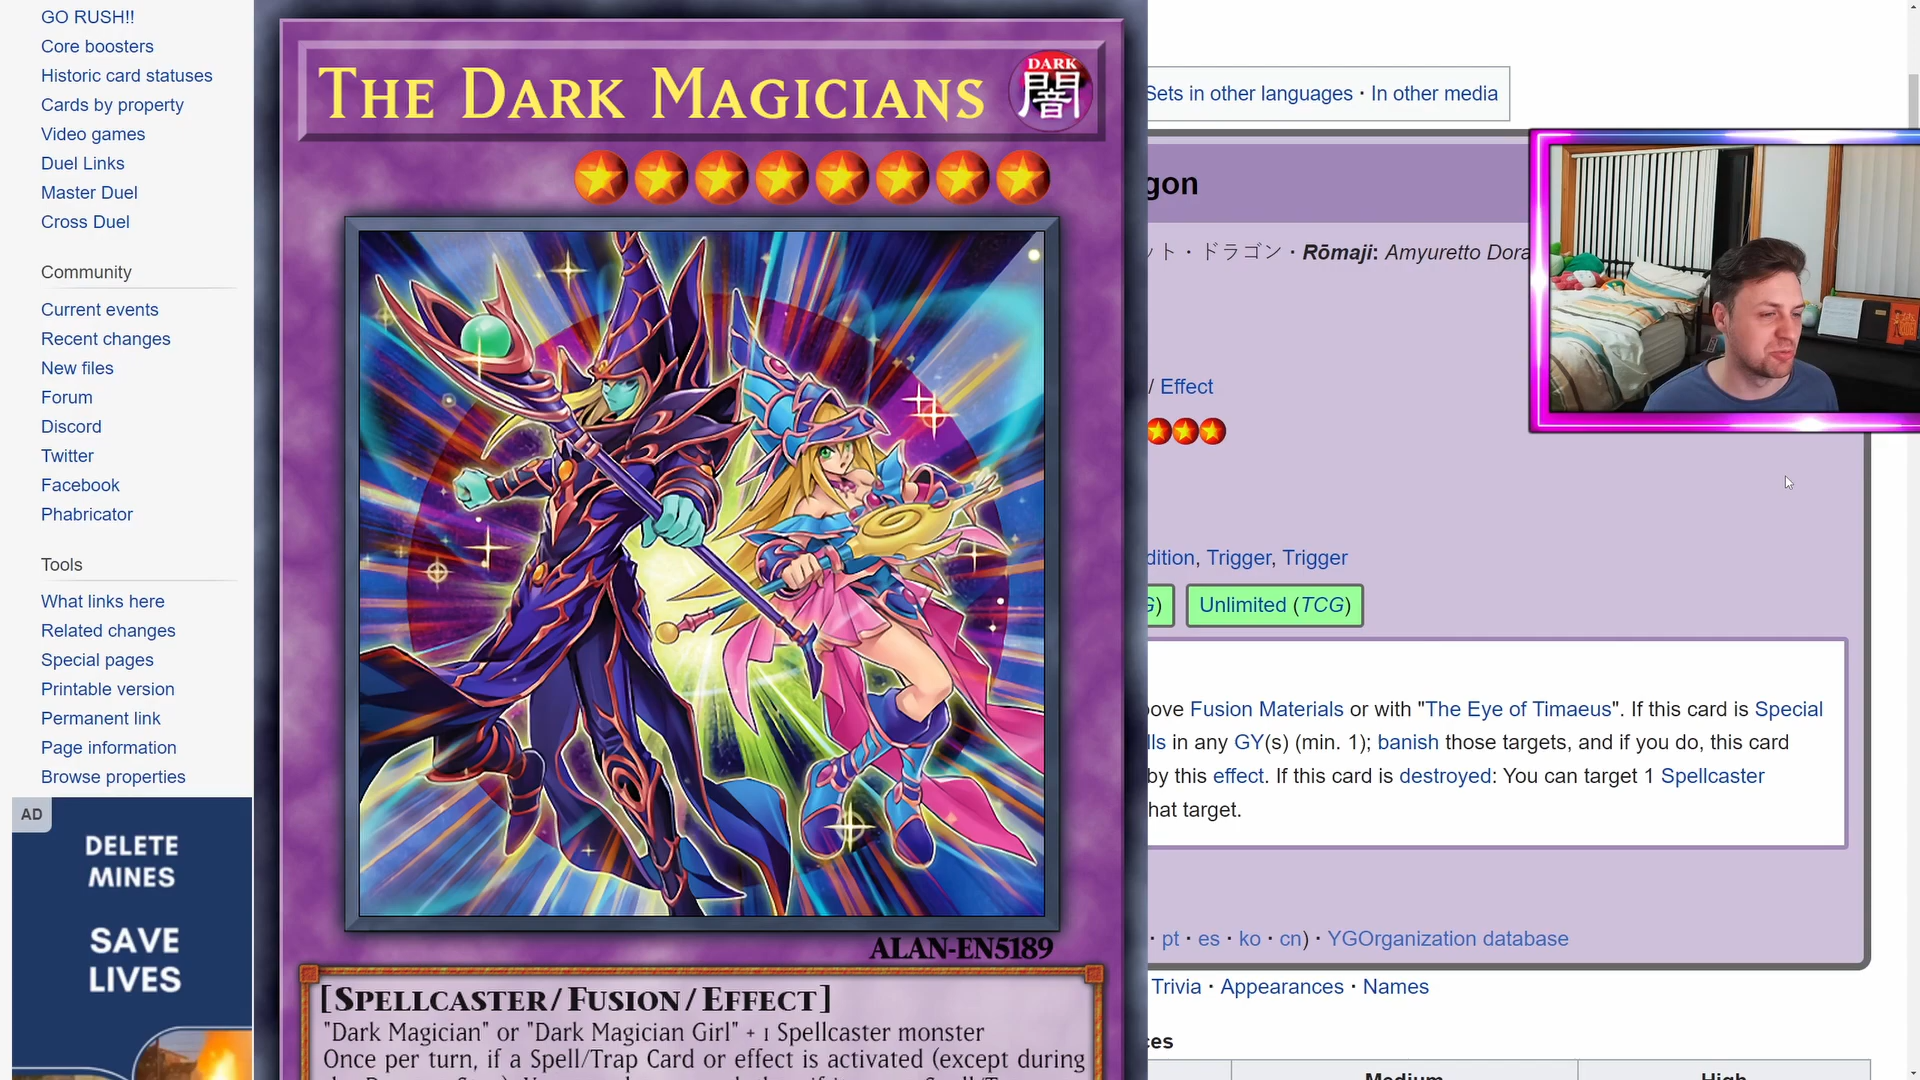 GO RUSH!!
Core boosters
Historic card statuses
Cards by property
Video games
Duel Links
Master Duel
Cross Duel
Community
Current events
Recent changes
New files
Forum
Discord
Twitter
Facebook
Phabricator
Tools
What links here
Related changes
Special pages
Printable version
Permanent link
Page information
Browse properties
AD
DELETE
MINES
SAVE
LIVES
THE DARK MAGICIANS
DARK
闇
ALAN-EN5189
[SPELLCASTER/FUSION/EFFECT]
"Dark Magician" or "Dark Magician Girl" + 1 Spellcaster monster
Once per turn, if a Spell/Trap Card or effect is activated (except during
Sets in other languages · In other media
gon
ット・ドラゴン · Rōmaji: Amyuretto Dora
/ Effect
dition, Trigger, Trigger
G) Unlimited (TCG)
ove Fusion Materials or with "The Eye of Timaeus". If this card is Special
lls in any GY(s) (min. 1); banish those targets, and if you do, this card
by this effect. If this card is destroyed: You can target 1 Spellcaster
hat target.
· pt · es · ko · cn) · YGOrganization database
Trivia · Appearances · Names
ces
Medium High